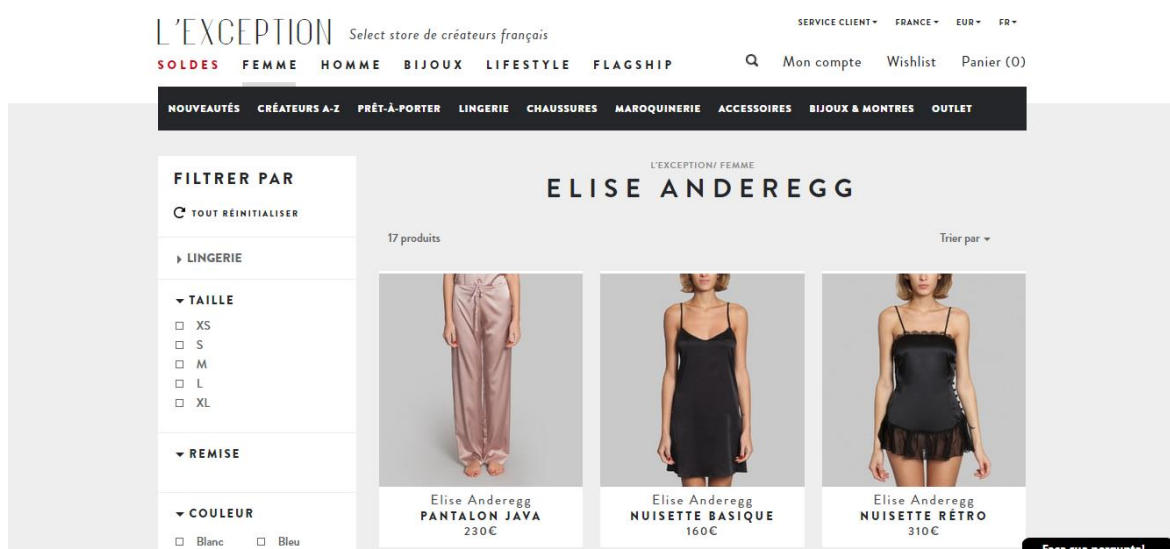 L'EXCEPTION Select store de créateurs français
SERVICE CLIENT FRANCE EUR FR
SOLDES FEMME HOMME BIJOUX LIFESTYLE FLAGSHIP
Mon compte Wishlist Panier (0)
NOUVEAUTÉS CRÉATEURS A-Z PRÊT-À-PORTER LINGERIE CHAUSSURES MAROQUINERIE ACCESSOIRES BIJOUX & MONTRES OUTLET
FILTRER PAR
TOUT RÉINITIALISER
LINGERIE
TAILLE
XS
S
M
L
XL
REMISE
COULEUR
Blanc Bleu
L'EXCEPTION/ FEMME
ELISE ANDEREGG
17 produits
Trier par
Elise Anderegg
PANTALON JAVA
230€
Elise Anderegg
NUISETTE BASIQUE
160€
Elise Anderegg
NUISETTE RÉTRO
310€